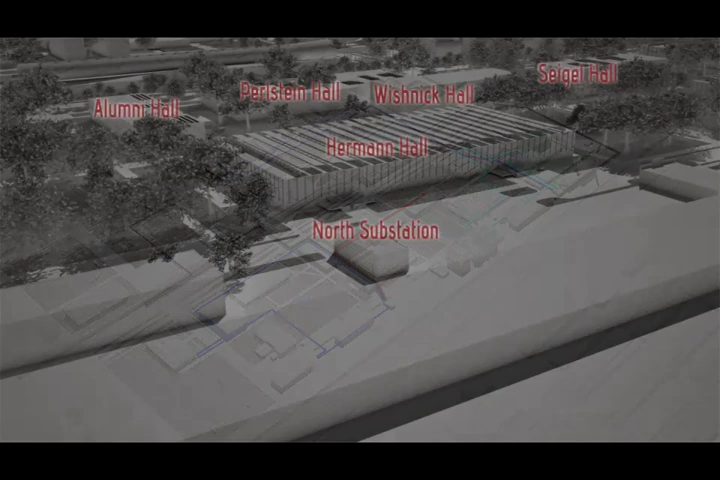 Seigel Hall
Perlstein Hall
Wishnick Hall
Alumni Hall
Hermann Hall
North Substation